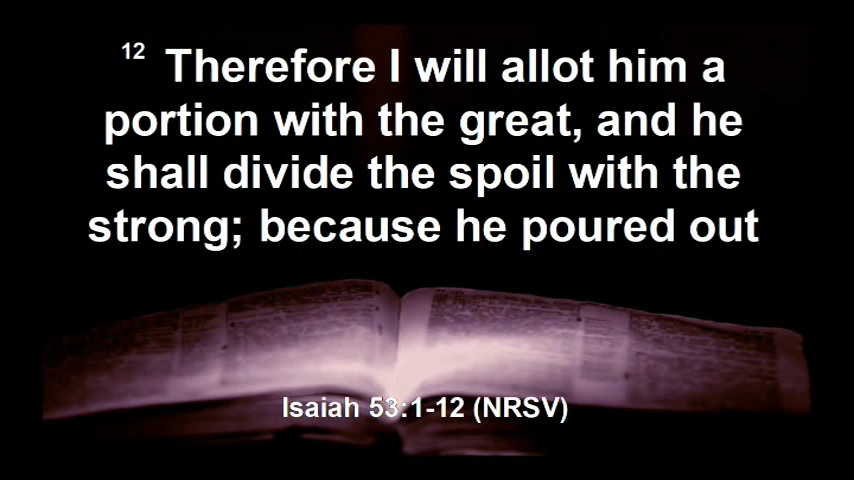 12 Therefore I will allot him a
portion with the great, and he
shall divide the spoil with the
strong; because he poured out
Isaiah 53:1-12 (NRSV)